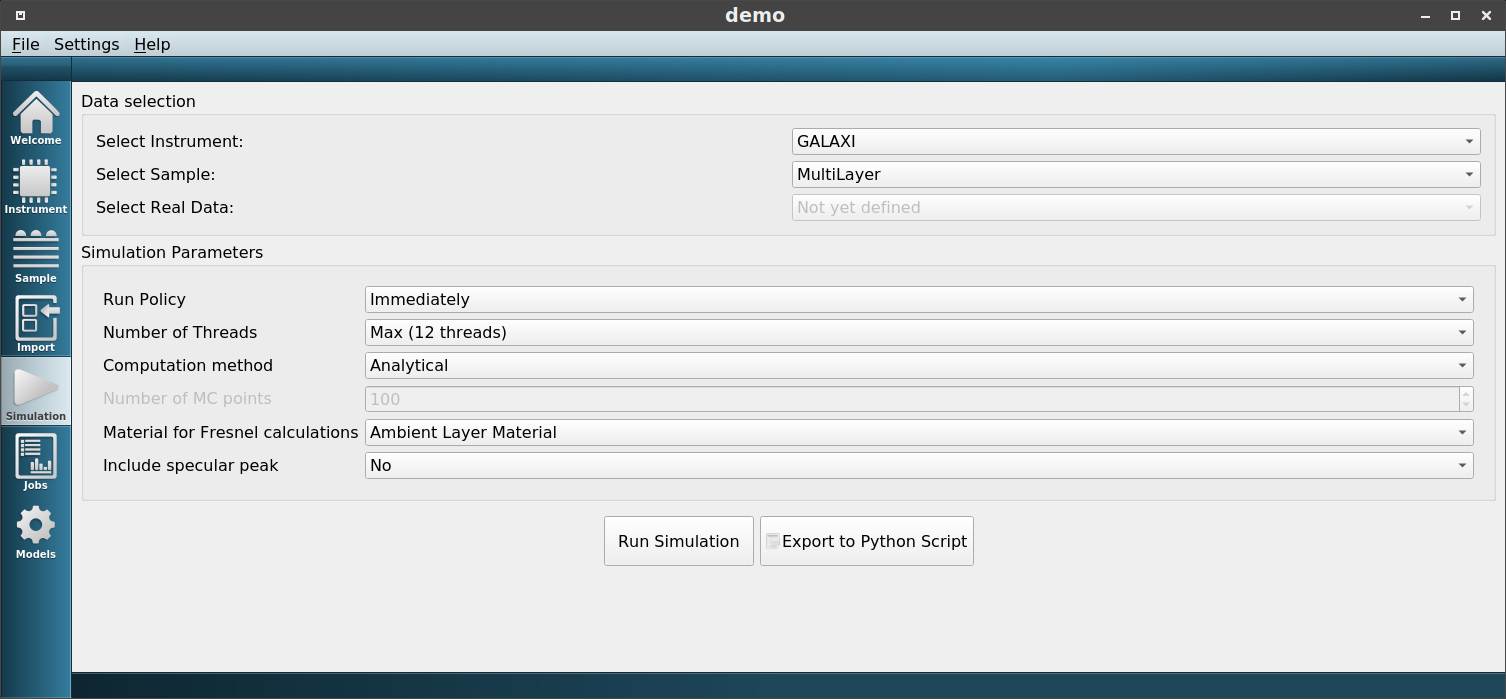 demo
File Settings Help
Welcome
Instrument
Sample
Import
Simulation
Jobs
Models
Data selection
Select Instrument: GALAXI
Select Sample: MultiLayer
Select Real Data: Not yet defined
Simulation Parameters
Run Policy Immediately
Number of Threads Max (12 threads)
Computation method Analytical
Number of MC points 100
Material for Fresnel calculations Ambient Layer Material
Include specular peak No
Run Simulation Export to Python Script